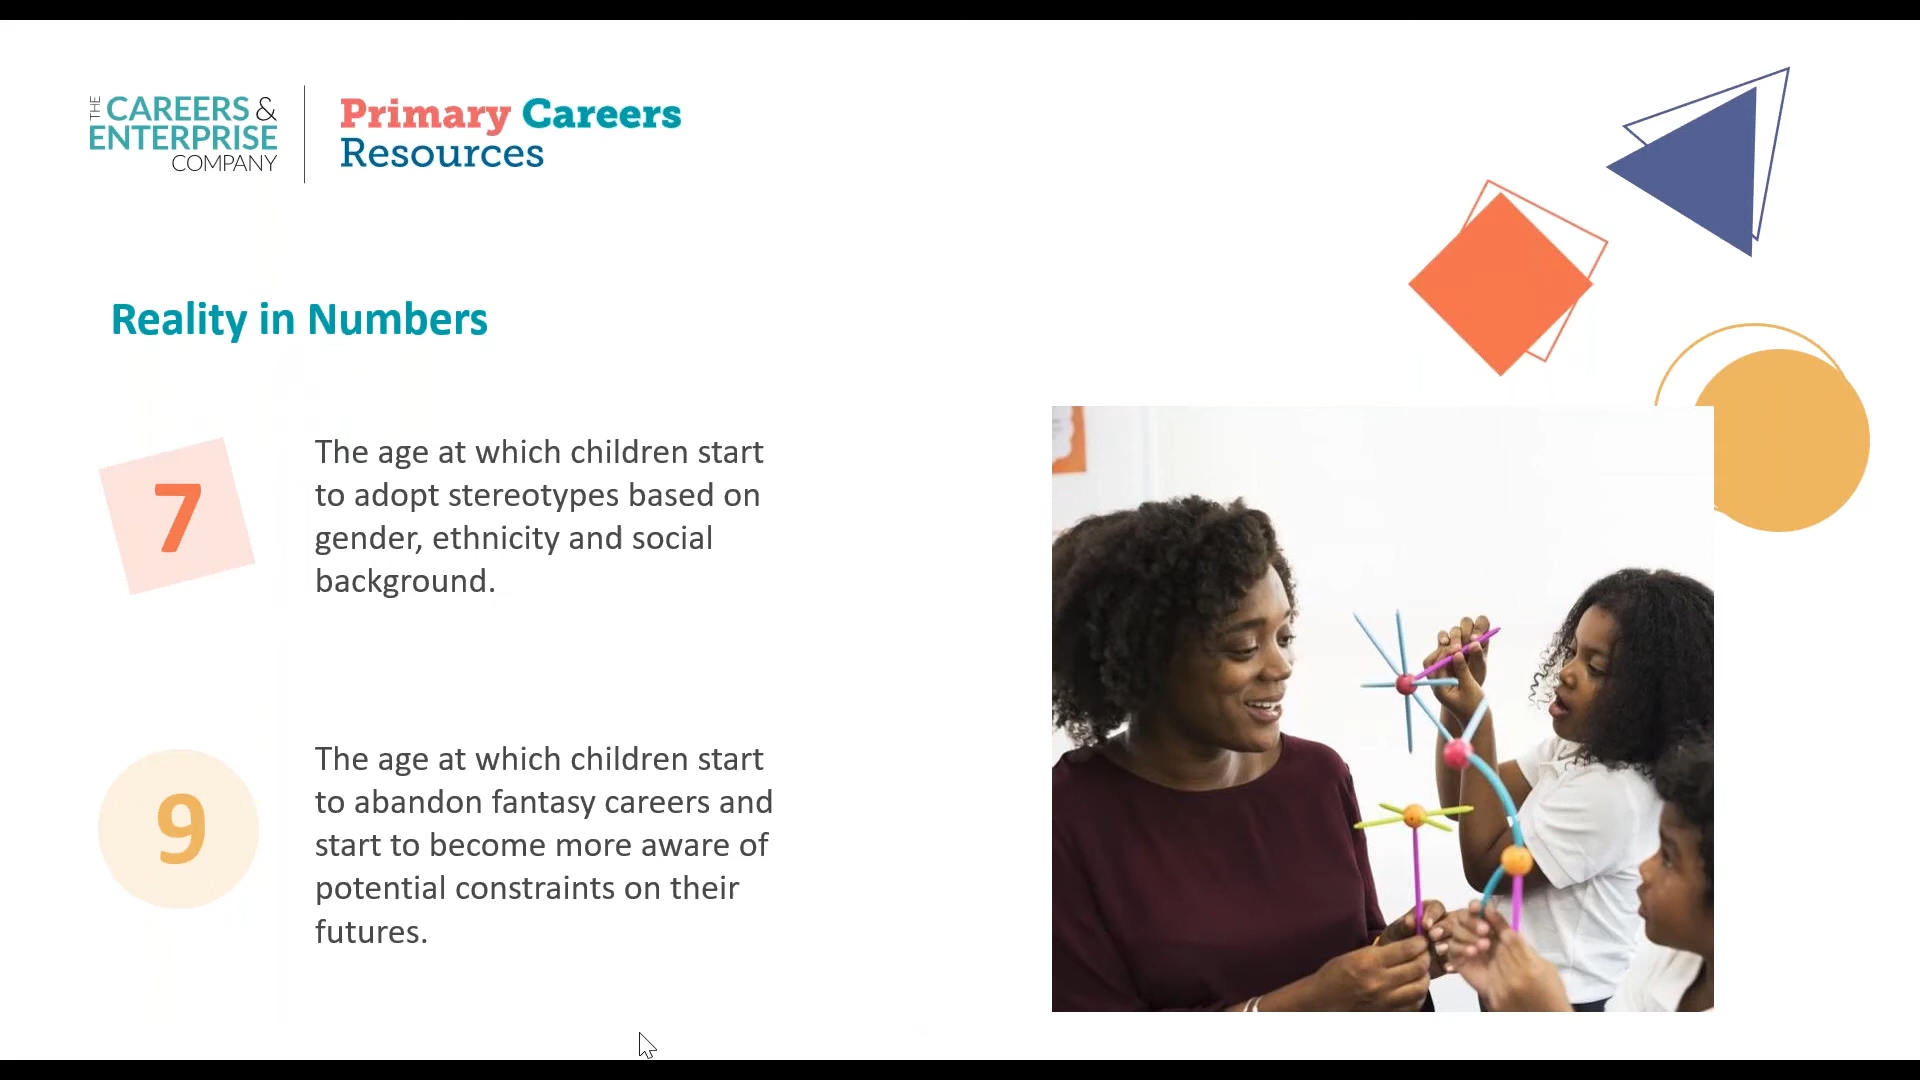 THE CAREERS &
ENTERPRISE
COMPANY
Primary Careers
Resources
Reality in Numbers
7
The age at which children start
to adopt stereotypes based on
gender, ethnicity and social
background.
9
The age at which children start
to abandon fantasy careers and
start to become more aware of
potential constraints on their
futures.